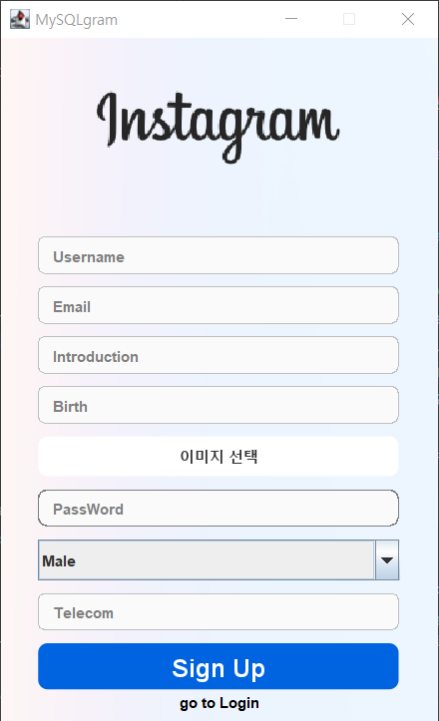 MySQLgram
Instagram
Username
Email
Introduction
Birth
이미지 선택
PassWord
Male
Telecom
Sign Up
go to Login